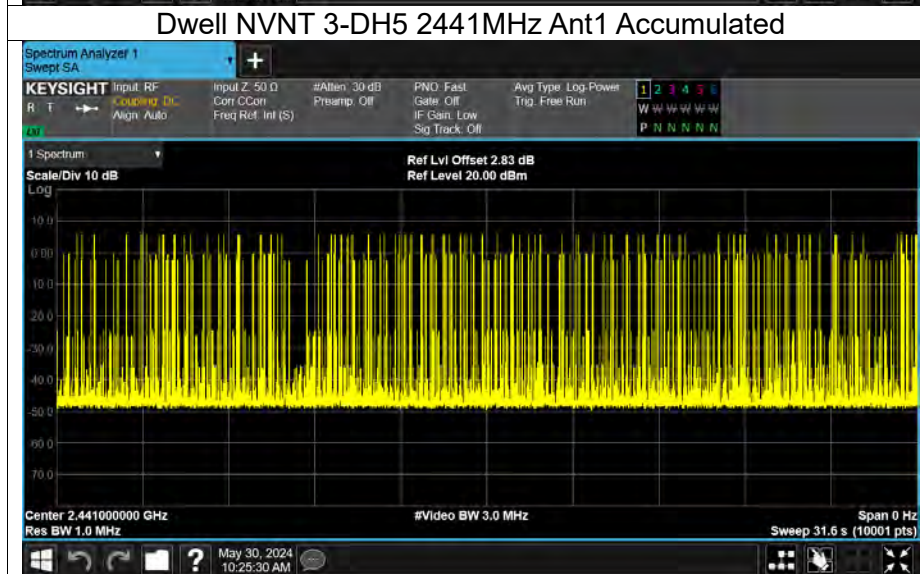 Dwell NVNT 3-DH5 2441MHz Ant1 Accumulated
Spectrum Analyzer 1
Swept SA
+
KEYSIGHT Input: RF Input Z: 50 Ω #Atten: 30 dB PNO: Fast Avg Type: Log-Power 1 2 3 4 5 6
R T Coupling: DC Corr CCorr Preamp: Off Gate: Off Trig: Free Run W W W W W W
Align: Auto Freq Ref: Int (S) IF Gain: Low
LXI Sig Track: Off P N N N N N
1 Spectrum
Ref Lvl Offset 2.83 dB
Scale/Div 10 dB Ref Level 20.00 dBm
Log
10.0
0.00
-10.0
-20.0
-30.0
-40.0
-50.0
-60.0
-70.0
Center 2.441000000 GHz #Video BW 3.0 MHz Span 0 Hz
Res BW 1.0 MHz Sweep 31.6 s (10001 pts)
? May 30, 2024
10:25:30 AM